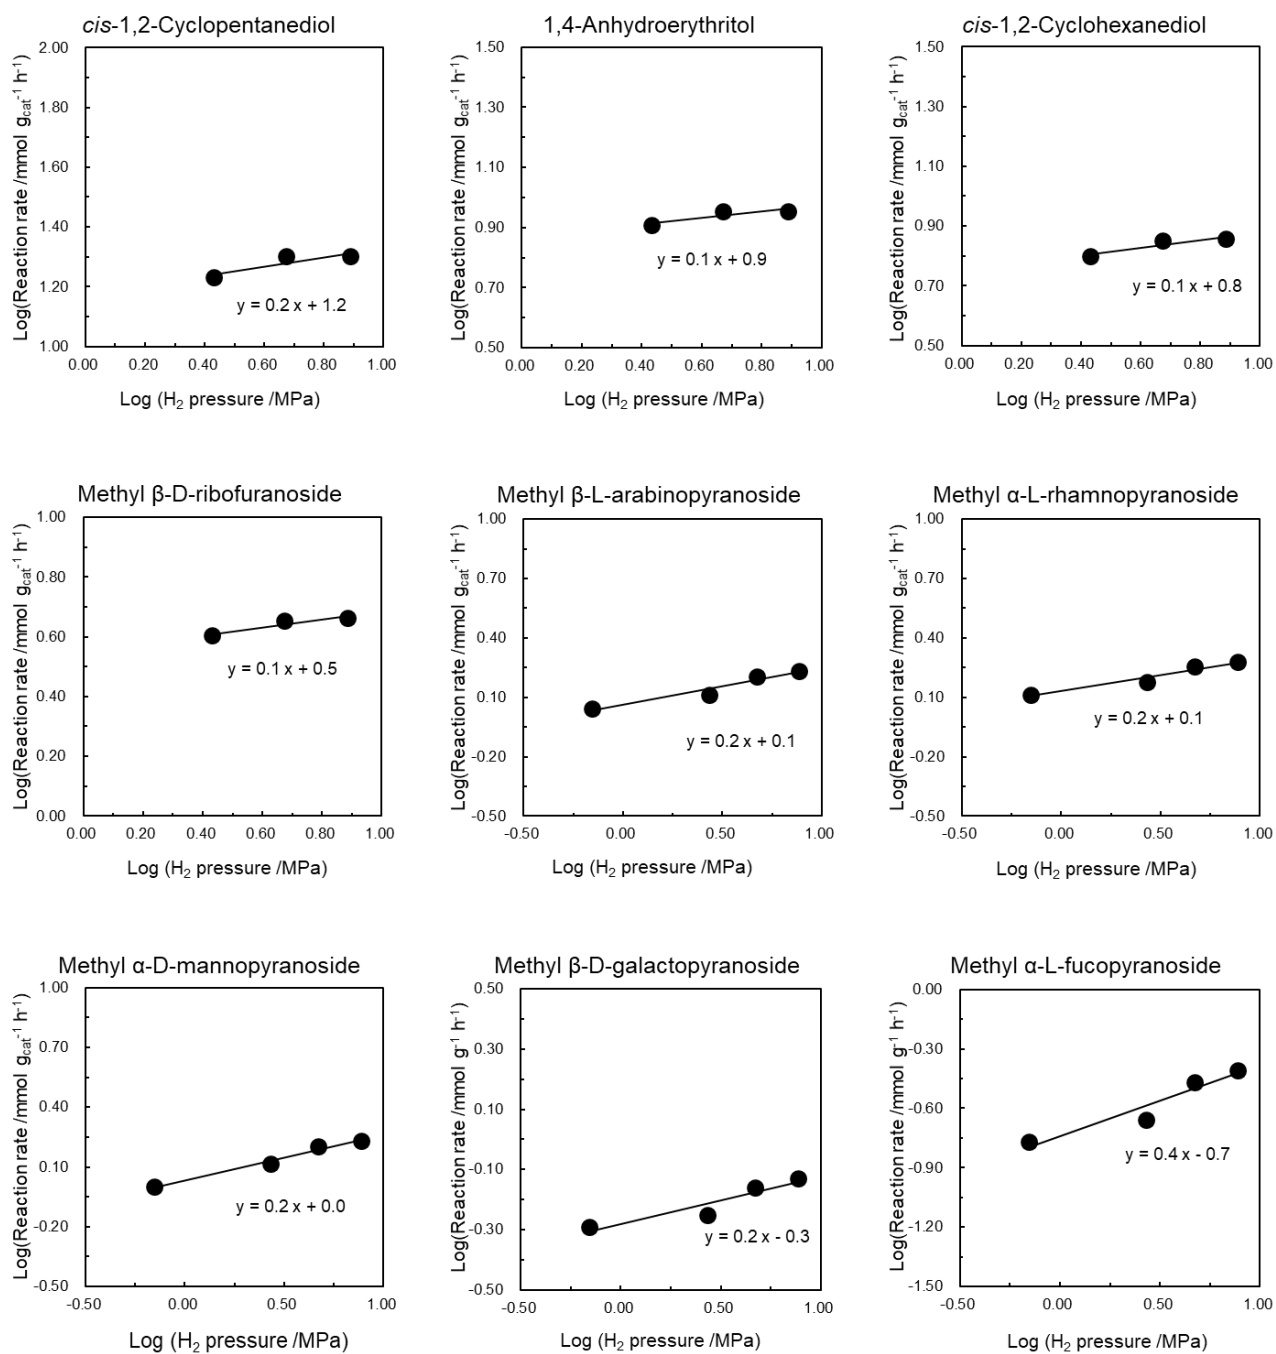 cis-1,2-Cyclopentanediol
Log(Reaction rate /mmol gcat-1 h-1)
2.00
1.80
1.60
1.40
1.20
1.00
y = 0.2 x + 1.2
0.00 0.20 0.40 0.60 0.80 1.00
Log (H2 pressure /MPa)
1,4-Anhydroerythritol
Log(Reaction rate /mmol gcat-1 h-1)
1.50
1.30
1.10
0.90
0.70
0.50
y = 0.1 x + 0.9
0.00 0.20 0.40 0.60 0.80 1.00
Log (H2 pressure /MPa)
cis-1,2-Cyclohexanediol
Log(Reaction rate /mmol gcat-1 h-1)
1.50
1.30
1.10
0.90
0.70
0.50
y = 0.1 x + 0.8
0.00 0.20 0.40 0.60 0.80 1.00
Log (H2 pressure /MPa)
Methyl β-D-ribofuranoside
Log(Reaction rate /mmol gcat-1 h-1)
1.00
0.80
0.60
0.40
0.20
0.00
y = 0.1 x + 0.5
0.00 0.20 0.40 0.60 0.80 1.00
Log (H2 pressure /MPa)
Methyl β-L-arabinopyranoside
Log(Reaction rate /mmol gcat-1 h-1)
1.00
0.70
0.40
0.10
-0.20
-0.50
y = 0.2 x + 0.1
-0.50 0.00 0.50 1.00
Log (H2 pressure /MPa)
Methyl α-L-rhamnopyranoside
Log(Reaction rate /mmol gcat-1 h-1)
1.00
0.70
0.40
0.10
-0.20
-0.50
y = 0.2 x + 0.1
-0.50 0.00 0.50 1.00
Log (H2 pressure /MPa)
Methyl α-D-mannopyranoside
Log(Reaction rate /mmol gcat-1 h-1)
1.00
0.70
0.40
0.10
-0.20
-0.50
y = 0.2 x + 0.0
-0.50 0.00 0.50 1.00
Log (H2 pressure /MPa)
Methyl β-D-galactopyranoside
Log(Reaction rate /mmol g-1 h-1)
0.50
0.30
0.10
-0.10
-0.30
-0.50
y = 0.2 x - 0.3
-0.50 0.00 0.50 1.00
Log (H2 pressure /MPa)
Methyl α-L-fucopyranoside
Log(Reaction rate /mmol g-1 h-1)
0.00
-0.30
-0.60
-0.90
-1.20
-1.50
y = 0.4 x - 0.7
-0.50 0.00 0.50 1.00
Log (H2 pressure /MPa)